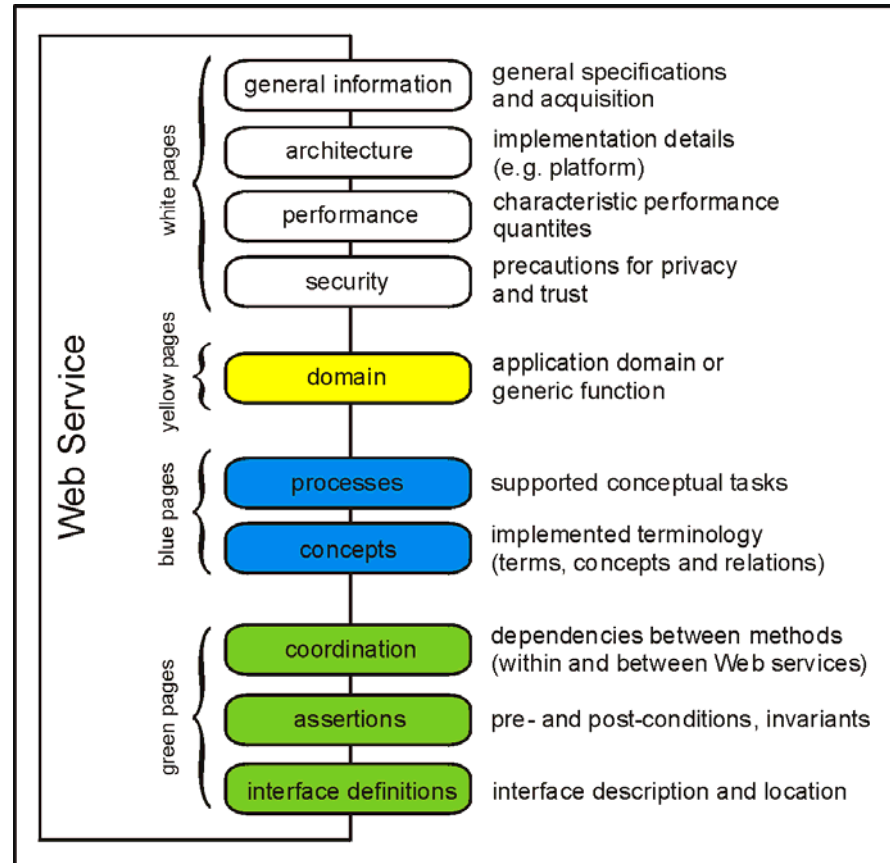 Web Service
white pages
general information
general specifications
and acquisition
architecture
implementation details
(e.g. platform)
performance
characteristic performance
quantites
security
precautions for privacy
and trust
yellow pages
domain
application domain or
generic function
blue pages
processes
supported conceptual tasks
concepts
implemented terminology
(terms, concepts and relations)
green pages
coordination
dependencies between methods
(within and between Web services)
assertions
pre- and post-conditions, invariants
interface definitions
interface description and location